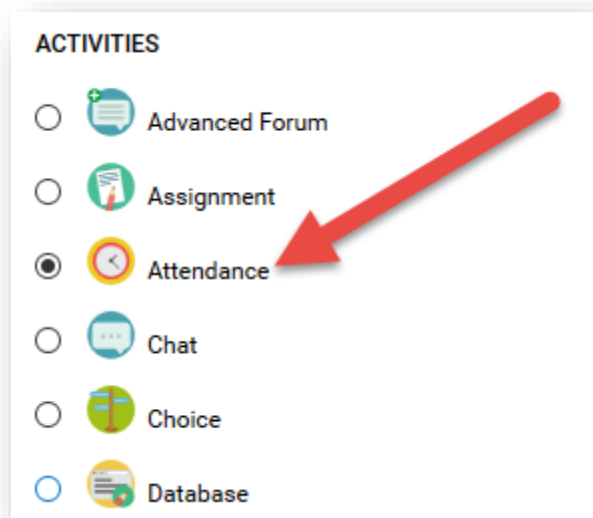 ACTIVITIES
Advanced Forum
Assignment
Attendance
Chat
Choice
Database